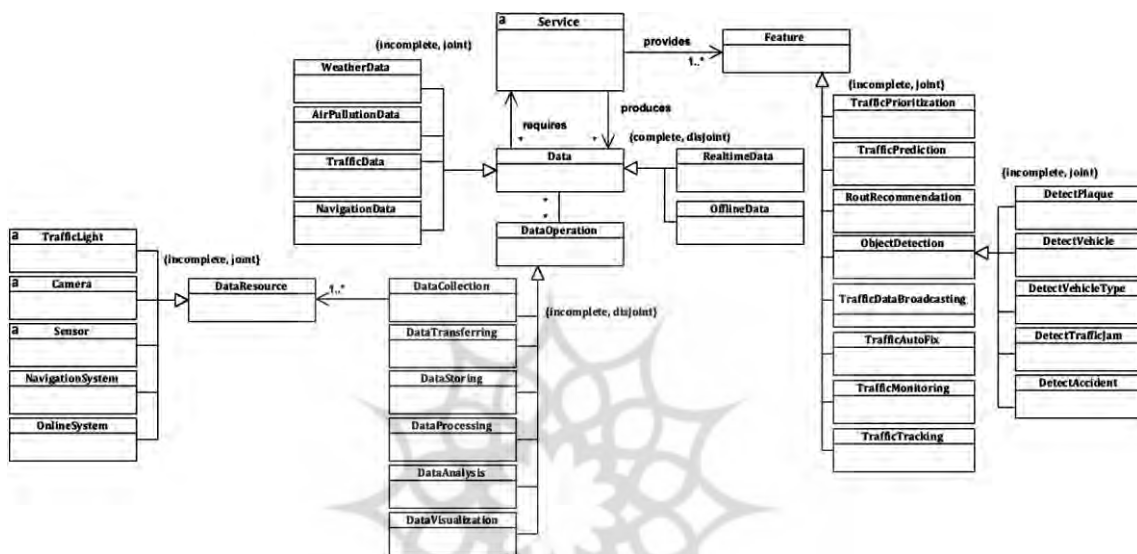 a Service
provides
1..*
Feature
{incomplete, joint}
WeatherData
AirPullutionData
TrafficData
NavigationData
requires
*
produces
*
{complete, disjoint}
Data
RealtimeData
OfflineData
*
*
DataOperation
{incomplete, joint}
TrafficPrioritization
TrafficPrediction
RoutRecommendation
ObjectDetection
TrafficDataBroadcasting
TrafficAutoFix
TrafficMonitoring
TrafficTracking
{incomplete, joint}
DetectPlaque
DetectVehicle
DetectVehicleType
DetectTrafficJam
DetectAccident
a TrafficLight
a Camera
a Sensor
NavigationSystem
OnlineSystem
{incomplete, joint}
DataResource
1..*
DataCollection
{incomplete, disjoint}
DataTransferring
DataStoring
DataProcessing
DataAnalysis
DataVisualization